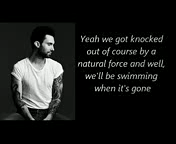 Yeah we got knocked
out of course by a
natural force and well,
we'll be swimming
when it's gone